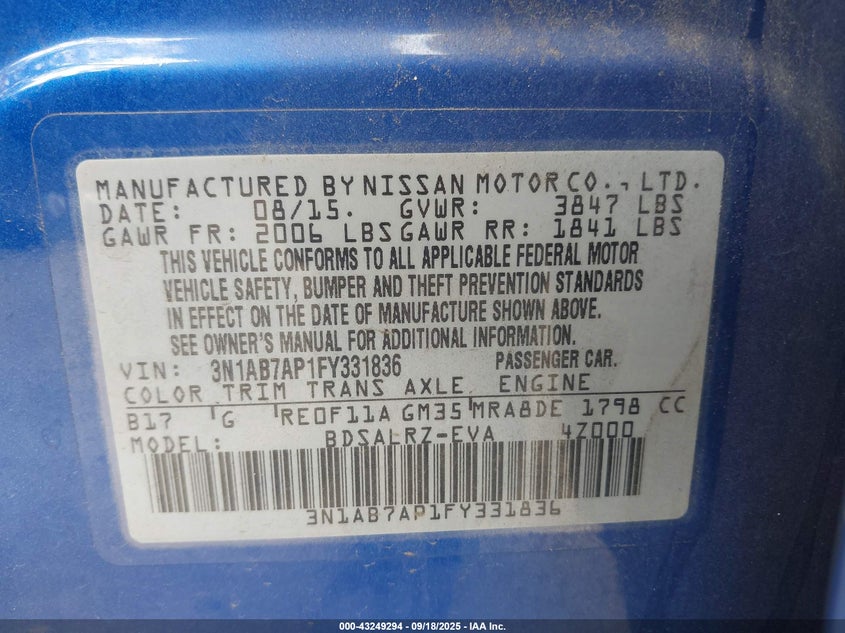 MANUFACTURED BY NISSAN MOTOR CO., LTD.
DATE: 08/15. GVWR: 3847 LBS
GAWR FR: 2006 LBS GAWR RR: 1841 LBS
THIS VEHICLE CONFORMS TO ALL APPLICABLE FEDERAL MOTOR
VEHICLE SAFETY, BUMPER AND THEFT PREVENTION STANDARDS
IN EFFECT ON THE DATE OF MANUFACTURE SHOWN ABOVE.
SEE OWNER'S MANUAL FOR ADDITIONAL INFORMATION.
VIN: 3N1AB7AP1FY331836 PASSENGER CAR.
COLOR TRIM TRANS AXLE ENGINE
B17 G RE0F11A GM35 MRA8DE 1798 CC
MODEL: BDSALRZ-EVA 4Z000
3N1AB7AP1FY331836
000-43249294 - 09/18/2025 - IAA Inc.